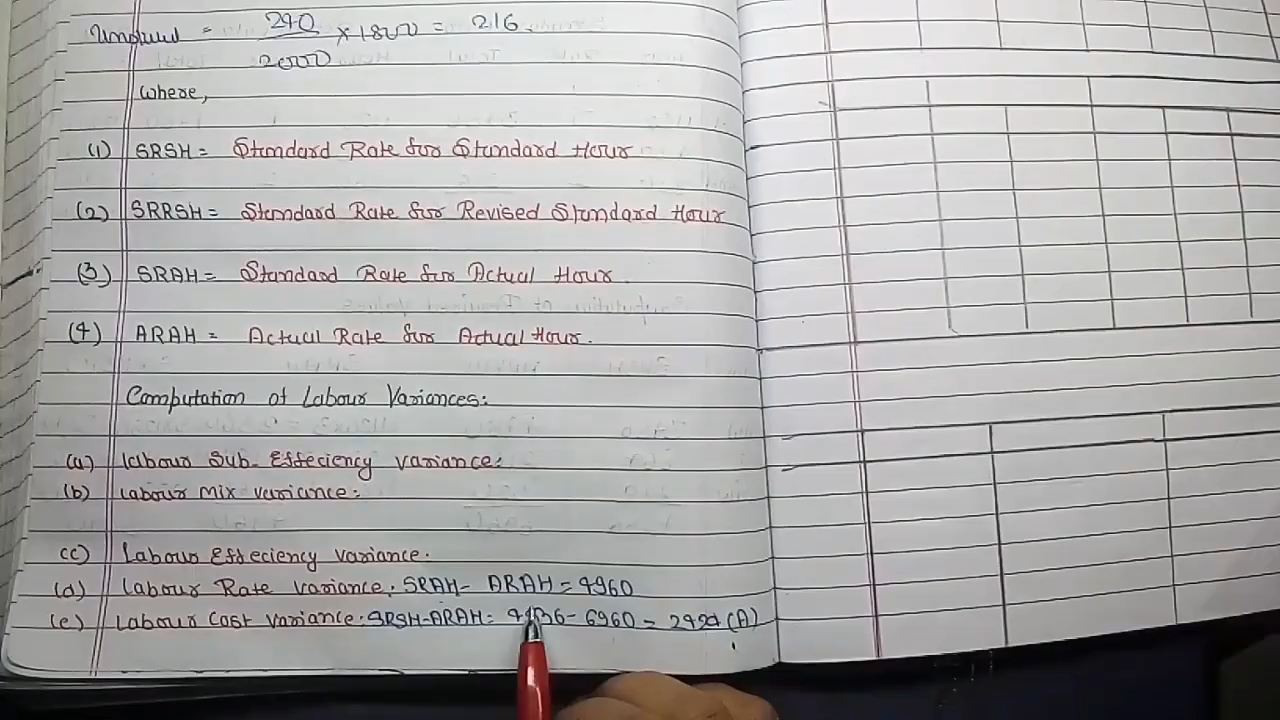 = 240/2000 × 1800 = 216.
where,
(1) SRSH = Standard Rate for Standard Hour
(2) SRRSH = Standard Rate for Revised Standard Hour
(3) SRAH = Standard Rate for Actual Hour
(4) ARAH = Actual Rate for Actual Hour.
Computation of Labour Variances:
(a) Labour Sub-Effeciency variance:
(b) Labour mix variance:
(c) Labour Effeciency variance.
(d) Labour Rate variance: SRAH - ARAH = 4960
(e) Labour Cost variance: SRSH-ARAH = - 6960 = 2424 (A)